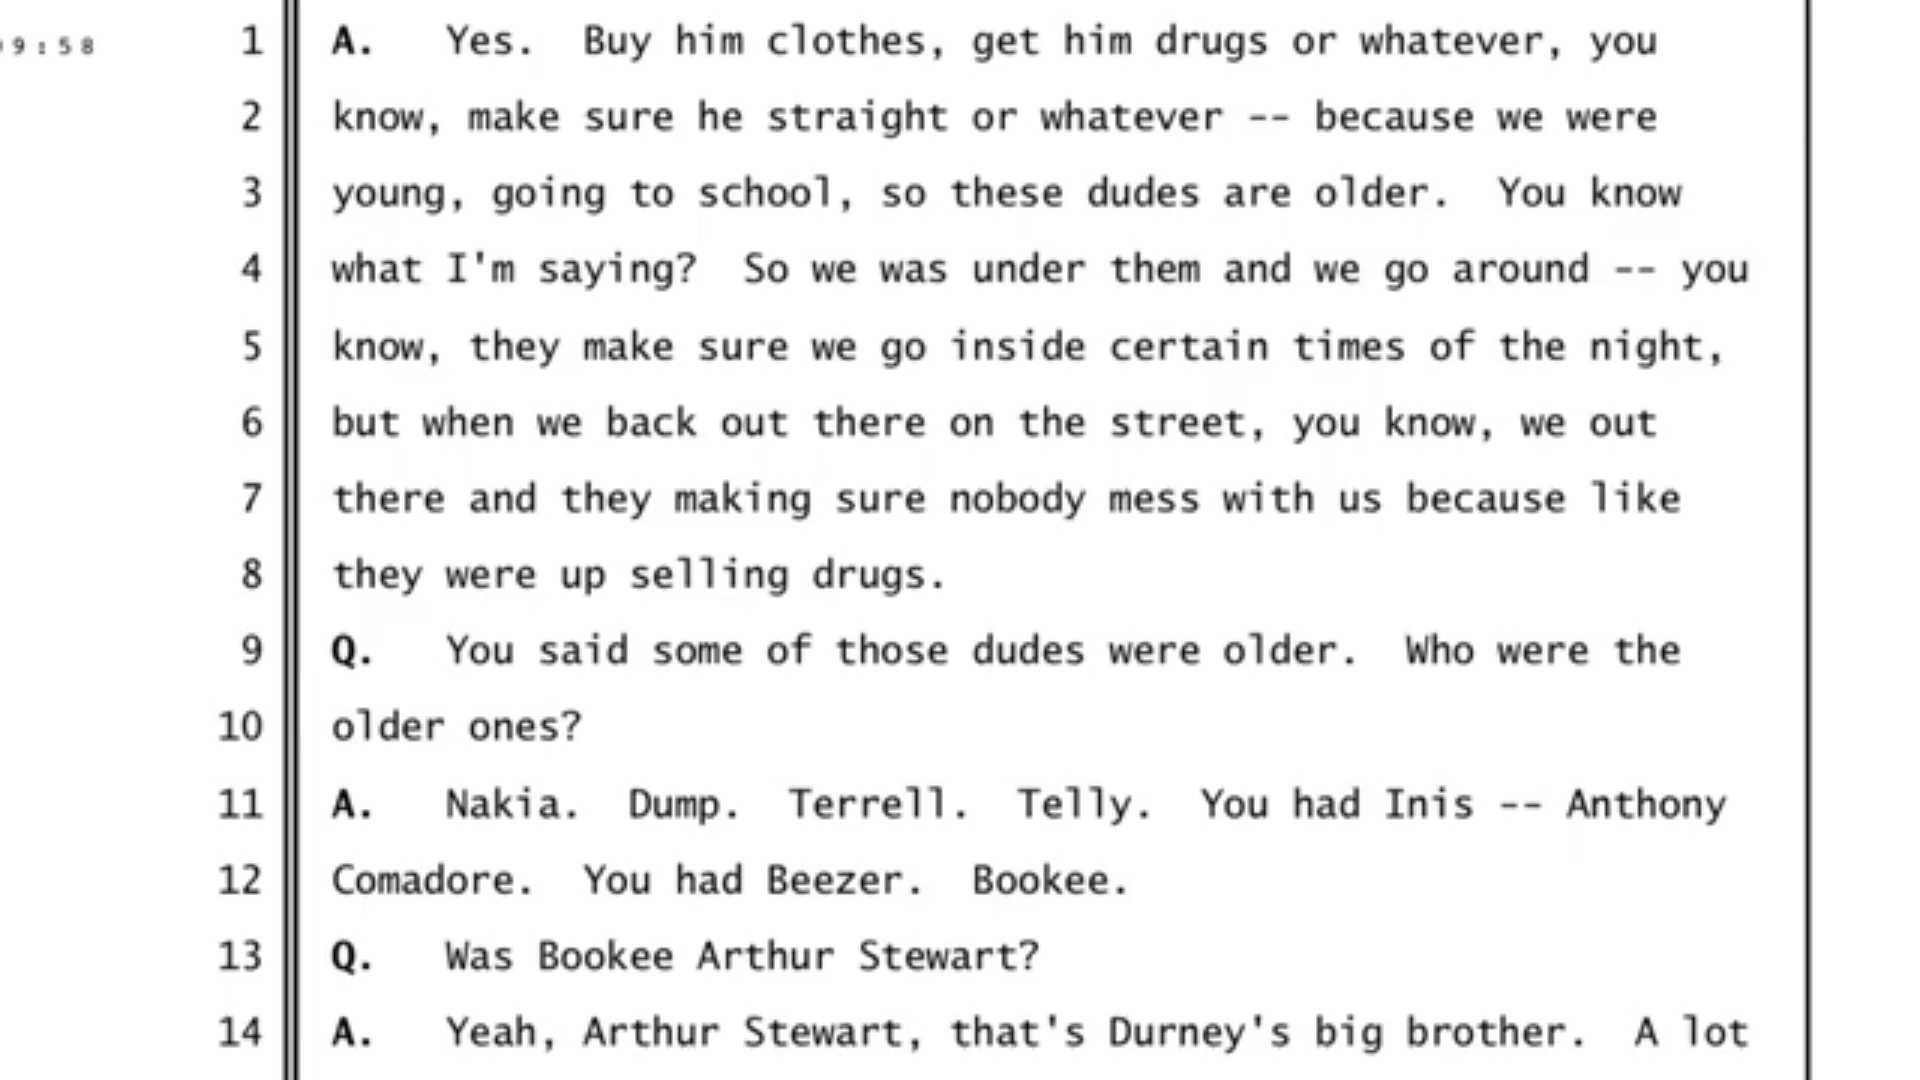 9:58
1 A. Yes. Buy him clothes, get him drugs or whatever, you
2 know, make sure he straight or whatever -- because we were
3 young, going to school, so these dudes are older. You know
4 what I'm saying? So we was under them and we go around -- you
5 know, they make sure we go inside certain times of the night,
6 but when we back out there on the street, you know, we out
7 there and they making sure nobody mess with us because like
8 they were up selling drugs.
9 Q. You said some of those dudes were older. Who were the
10 older ones?
11 A. Nakia. Dump. Terrell. Telly. You had Inis -- Anthony
12 Comadore. You had Beezer. Bookee.
13 Q. Was Bookee Arthur Stewart?
14 A. Yeah, Arthur Stewart, that's Durney's big brother. A lot